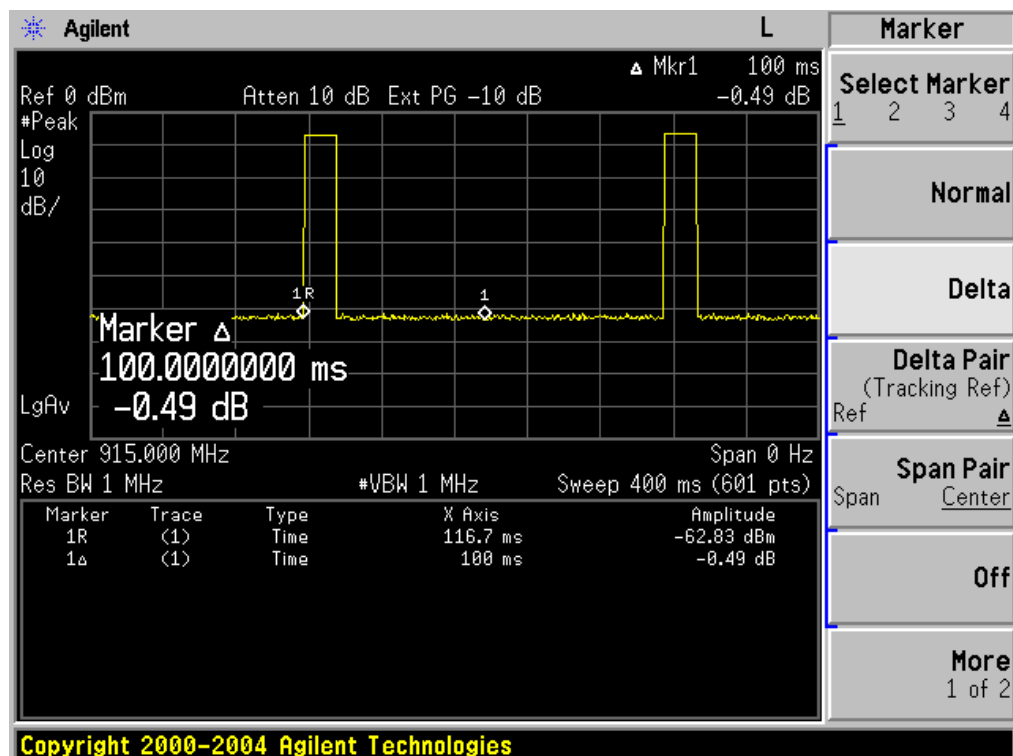 Agilent L
Δ Mkr1 100 ms
Ref 0 dBm Atten 10 dB Ext PG -10 dB -0.49 dB
#Peak
Log
10
dB/
1R 1
Marker Δ
100.0000000 ms
-0.49 dB
LgAv
Center 915.000 MHz Span 0 Hz
Res BW 1 MHz #VBW 1 MHz Sweep 400 ms (601 pts)
Marker Trace Type X Axis Amplitude
1R (1) Time 116.7 ms -62.83 dBm
1Δ (1) Time 100 ms -0.49 dB
Copyright 2000-2004 Agilent Technologies
Marker
Select Marker
1 2 3 4
Normal
Delta
Delta Pair
(Tracking Ref)
Ref Δ
Span Pair
Span Center
Off
More
1 of 2